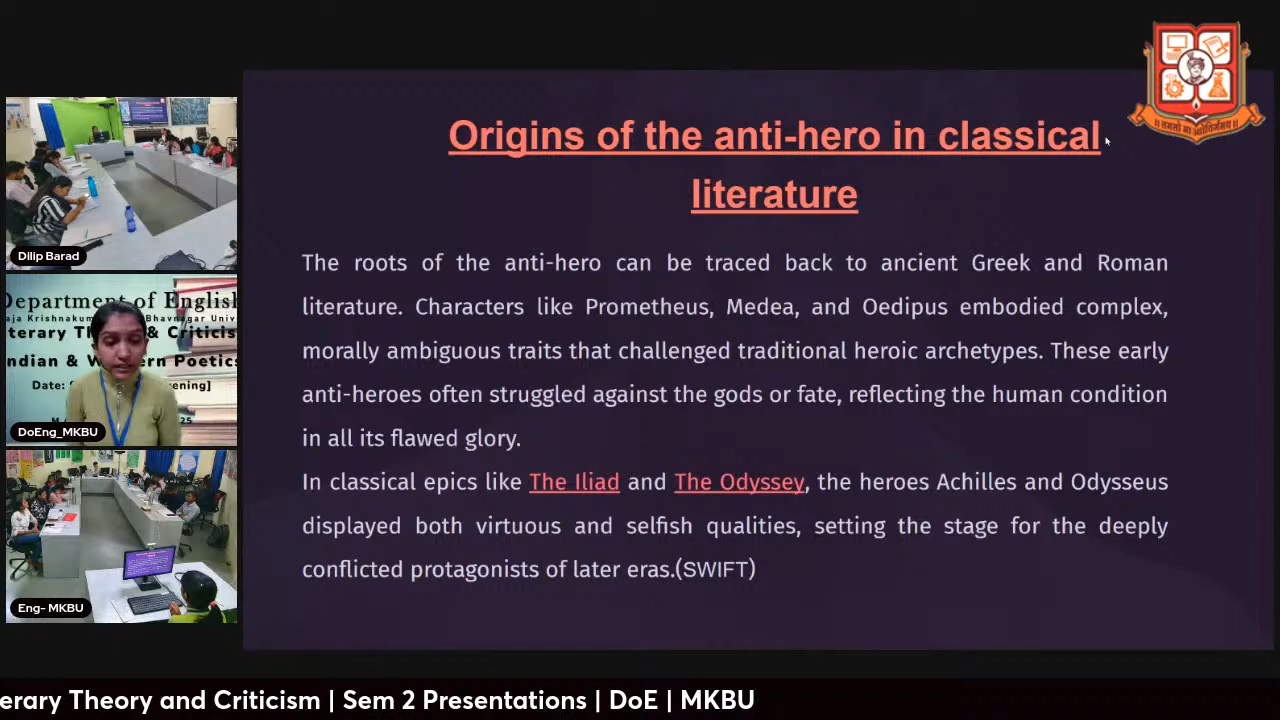 Origins of the anti-hero in classical
literature
The roots of the anti-hero can be traced back to ancient Greek and Roman
literature. Characters like Prometheus, Medea, and Oedipus embodied complex,
morally ambiguous traits that challenged traditional heroic archetypes. These early
anti-heroes often struggled against the gods or fate, reflecting the human condition
in all its flawed glory.
In classical epics like The Iliad and The Odyssey, the heroes Achilles and Odysseus
displayed both virtuous and selfish qualities, setting the stage for the deeply
conflicted protagonists of later eras.(SWIFT)
Dilip Barad
Department of English
aja Krishnakum Bhavnagar Univ
terary Th & Criticis
ndian & W rn Poetics
Date: ening]
25
DoEng_MKBU
Eng- MKBU
erary Theory and Criticism | Sem 2 Presentations | DoE | MKBU